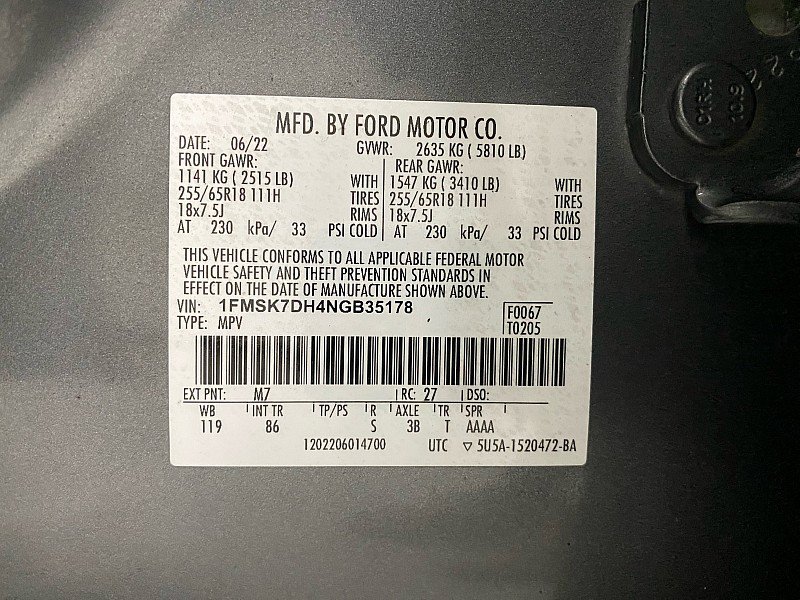 MFD. BY FORD MOTOR CO.
DATE: 06/22 GVWR: 2635 KG ( 5810 LB)
FRONT GAWR: REAR GAWR:
1141 KG ( 2515 LB) WITH 1547 KG ( 3410 LB) WITH
255/65R18 111H TIRES 255/65R18 111H TIRES
18x7.5J RIMS 18x7.5J RIMS
AT 230 kPa/ 33 PSI COLD AT 230 kPa/ 33 PSI COLD
THIS VEHICLE CONFORMS TO ALL APPLICABLE FEDERAL MOTOR
VEHICLE SAFETY AND THEFT PREVENTION STANDARDS IN
EFFECT ON THE DATE OF MANUFACTURE SHOWN ABOVE.
VIN: 1FMSK7DH4NGB35178 F0067
TYPE: MPV T0205
EXT PNT: M7 RC: 27 DSO:
WB INT TR TP/PS R AXLE TR SPR
119 86 S 3B T AAAA
1202206014700 UTC ▽ 5U5A-1520472-BA
10.9